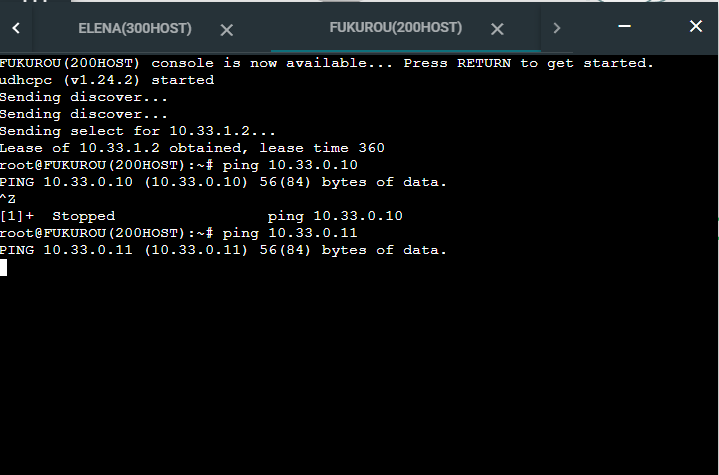 ELENA(300HOST)
FUKUROU(200HOST)
FUKUROU(200HOST) console is now available... Press RETURN to get started.
udhcpc (v1.24.2) started
Sending discover...
Sending discover...
Sending select for 10.33.1.2...
Lease of 10.33.1.2 obtained, lease time 360
root@FUKUROU(200HOST):~# ping 10.33.0.10
PING 10.33.0.10 (10.33.0.10) 56(84) bytes of data.
^Z
[1]+  Stopped                 ping 10.33.0.10
root@FUKUROU(200HOST):~# ping 10.33.0.11
PING 10.33.0.11 (10.33.0.11) 56(84) bytes of data.